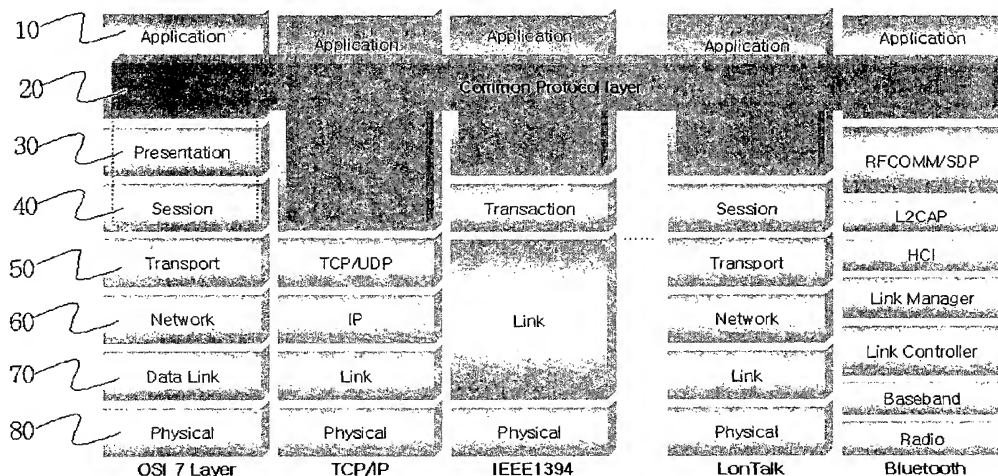 10 Application Application Application Application Application
20 Common Protocol layer
30 Presentation RFCOMM/SDP
40 Session Transaction Session L2CAP
50 Transport TCP/UDP Transport HCI
60 Network IP Link Network Link Manager
70 Data Link Link Link Link Controller
Baseband
80 Physical Physical Physical Physical Radio
OSI 7 Layer TCP/IP IEEE1394 LonTalk Bluetooth